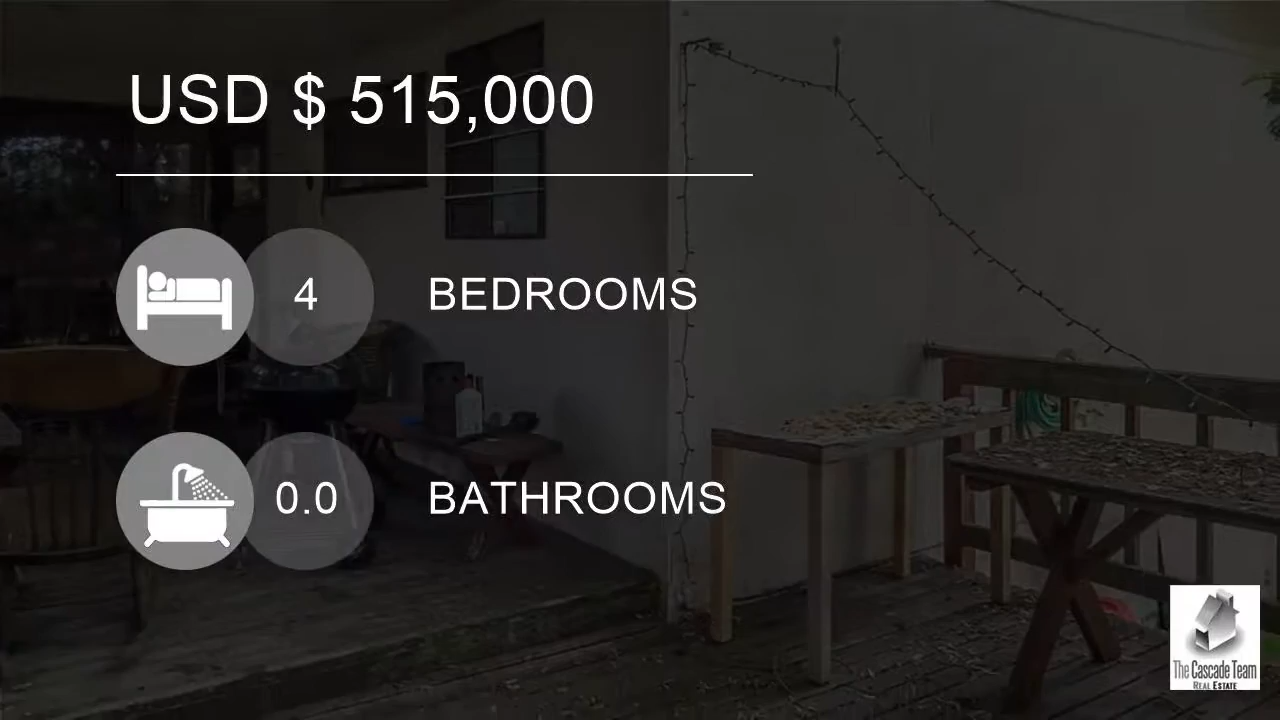 USD $ 515,000
4 BEDROOMS
0.0 BATHROOMS
The Cascade Team
REAL ESTATE